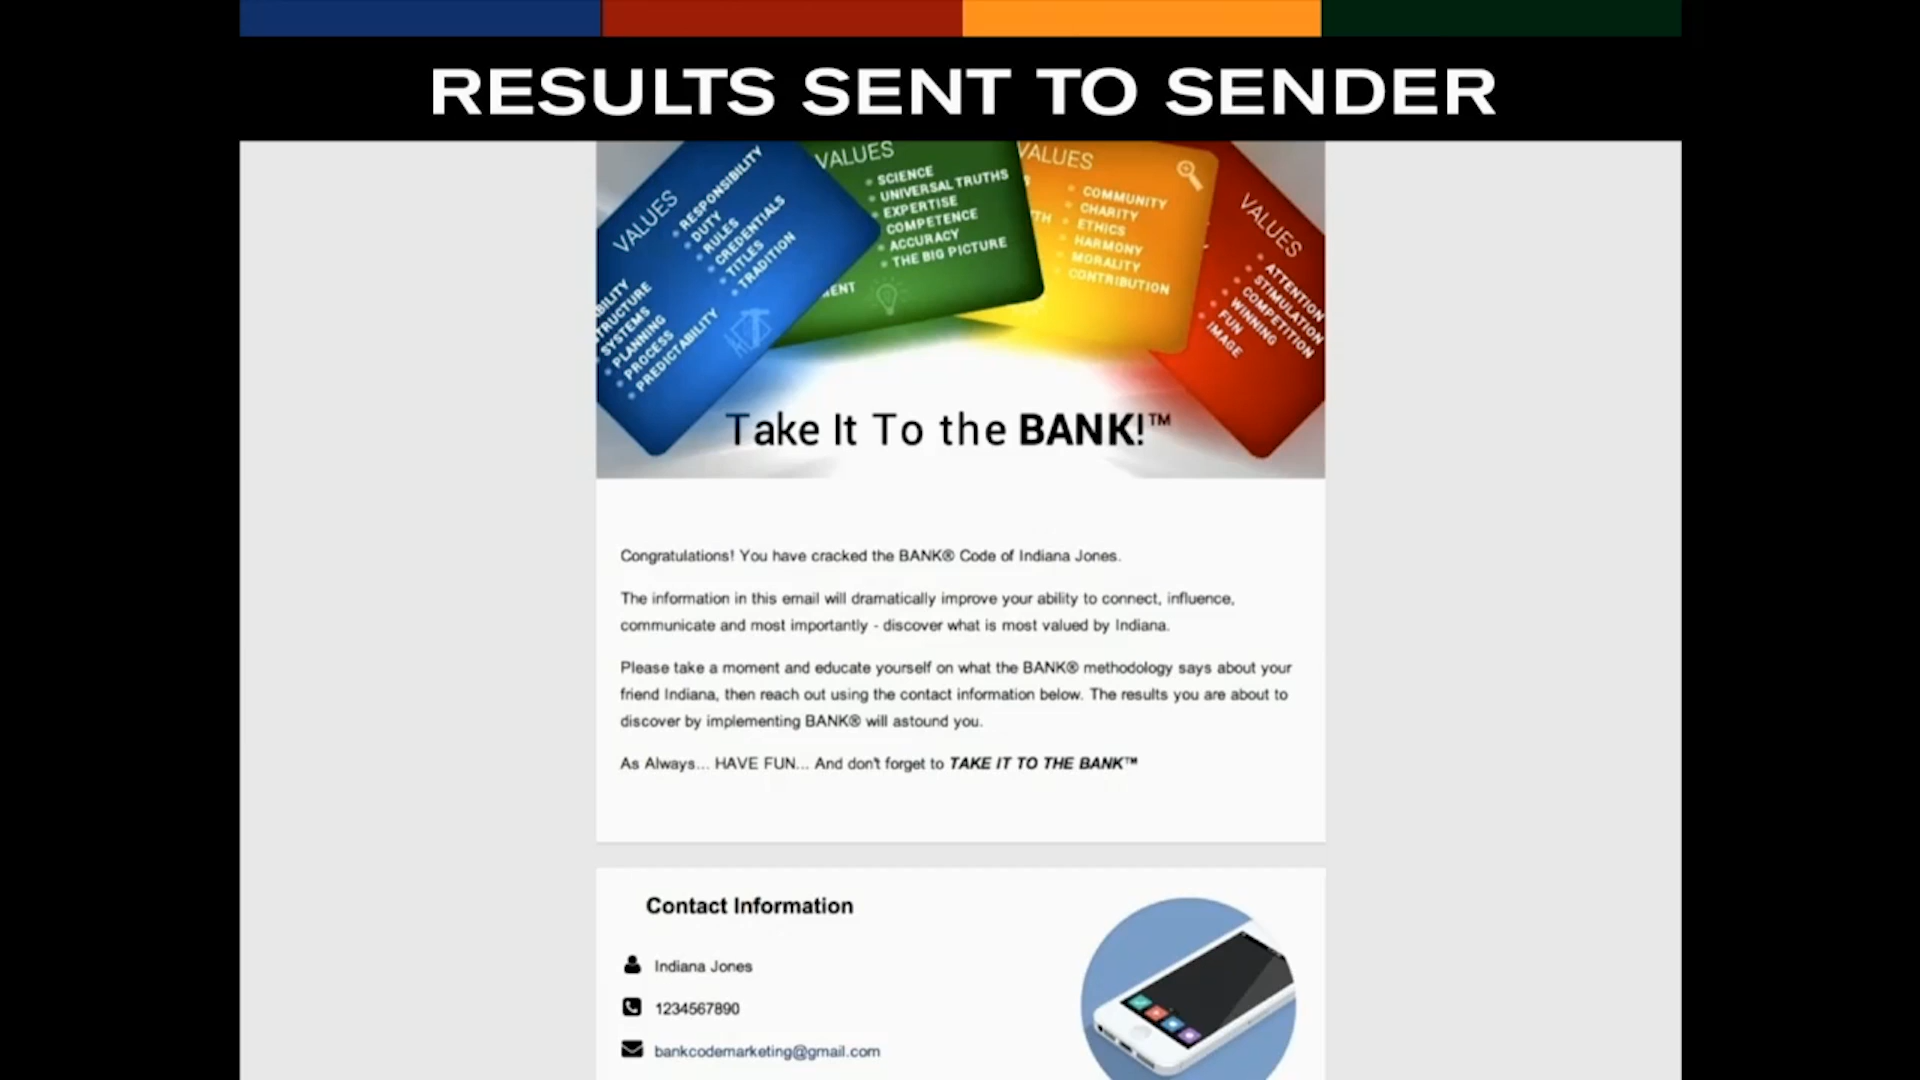 RESULTS SENT TO SENDER
VALUES
RESPONSIBILITY
DUTY
RULES
CREDENTIALS
TITLES
TRADITION
SYSTEMS
PLANNING
PROCESS
PREDICTABILITY
VALUES
SCIENCE
UNIVERSAL TRUTHS
EXPERTISE
COMPETENCE
ACCURACY
THE BIG PICTURE
VALUES
COMMUNITY
CHARITY
ETHICS
HARMONY
MORALITY
CONTRIBUTION
VALUES
ATTENTION
STIMULATION
COMPETITION
WINNING
FUN
IMAGE
Take It To the BANK!™
Congratulations! You have cracked the BANK® Code of Indiana Jones.
The information in this email will dramatically improve your ability to connect, influence,
communicate and most importantly - discover what is most valued by Indiana.
Please take a moment and educate yourself on what the BANK® methodology says about your
friend Indiana, then reach out using the contact information below. The results you are about to
discover by implementing BANK® will astound you.
As Always... HAVE FUN... And don't forget to TAKE IT TO THE BANK™
Contact Information
Indiana Jones
1234567890
bankcodemarketing@gmail.com